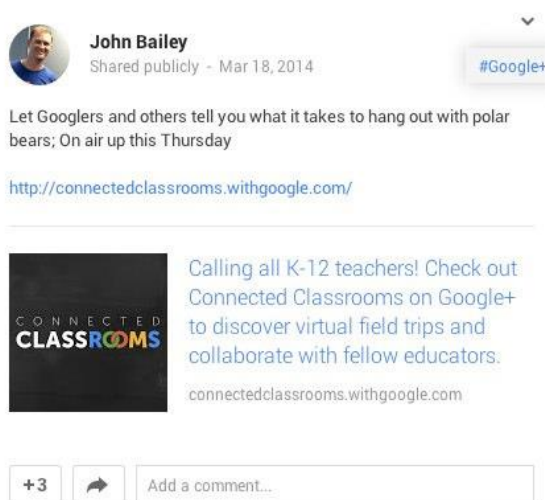 John Bailey
Shared publicly - Mar 18, 2014
#Google+
Let Googlers and others tell you what it takes to hang out with polar
bears; On air up this Thursday
http://connectedclassrooms.withgoogle.com/
CONNECTED
CLASSROOMS
Calling all K-12 teachers! Check out
Connected Classrooms on Google+
to discover virtual field trips and
collaborate with fellow educators.
connectedclassrooms.withgoogle.com
+3
Add a comment...